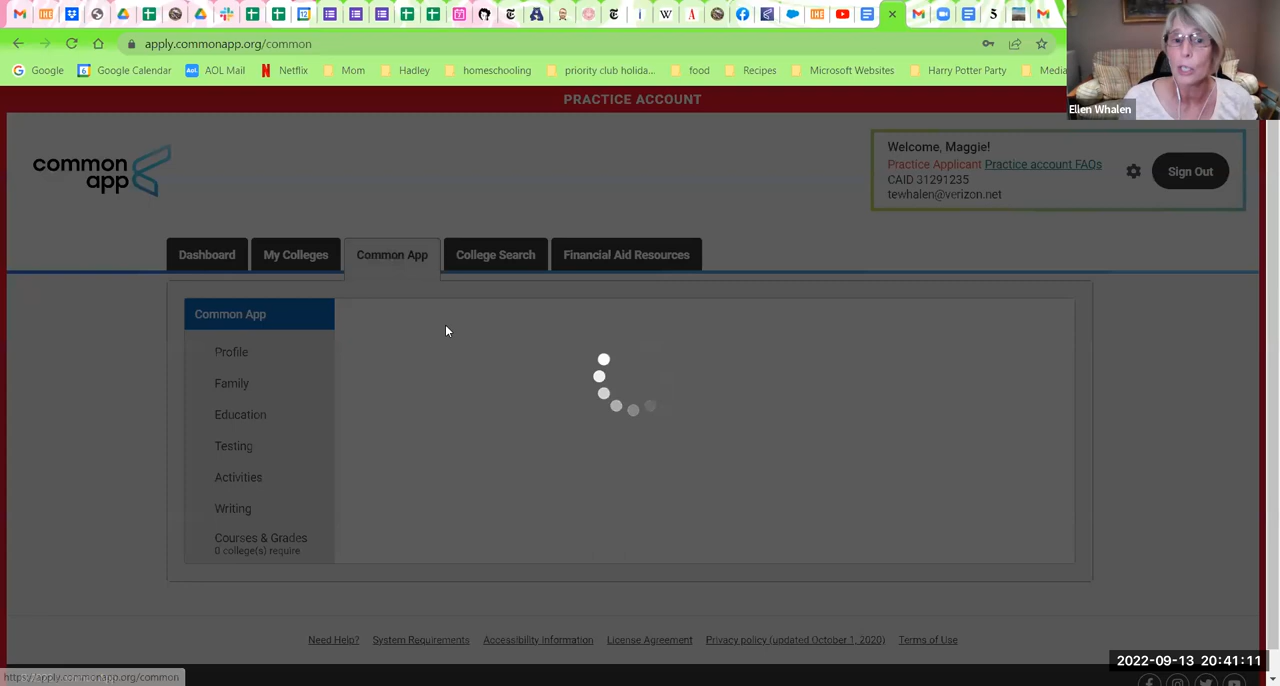 apply.commonapp.org/common
Google
Google Calendar
AOL Mail
Netflix
Mom
Hadley
homeschooling
priority club holida...
food
Recipes
Microsoft Websites
Harry Potter Party
Media
Ellen Whalen
PRACTICE ACCOUNT
common
app
Welcome, Maggie!
Practice Applicant Practice account FAQs
CAID 31291235
tewhalen@verizon.net
Sign Out
Dashboard
My Colleges
Common App
College Search
Financial Aid Resources
Common App
Profile
Family
Education
Testing
Activities
Writing
Courses & Grades
0 college(s) require
Need Help?
System Requirements
Accessibility information
License Agreement
Privacy policy (updated October 1, 2020)
Terms of Use
2022-09-13 20:41:11
https://apply.commonapp.org/common